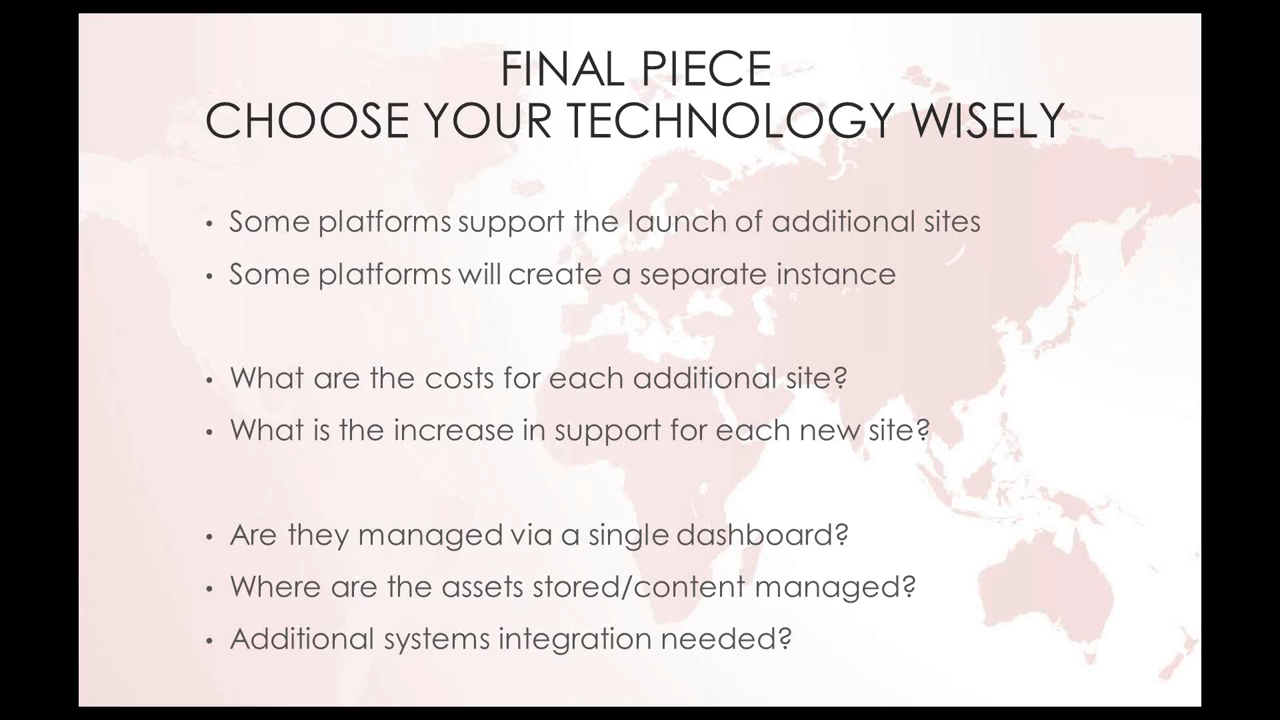 FINAL PIECE
CHOOSE YOUR TECHNOLOGY WISELY
• Some platforms support the launch of additional sites
• Some platforms will create a separate instance
• What are the costs for each additional site?
• What is the increase in support for each new site?
• Are they managed via a single dashboard?
• Where are the assets stored/content managed?
• Additional systems integration needed?